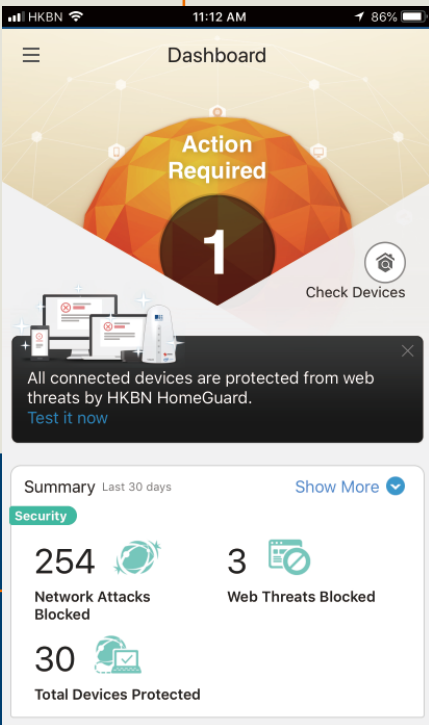 HKBN
11:12 AM
86%
Dashboard
Action
Required
1
Check Devices
All connected devices are protected from web
threats by HKBN HomeGuard.
Test it now
Summary Last 30 days
Show More
Security
254
Network Attacks
Blocked
3
Web Threats Blocked
30
Total Devices Protected